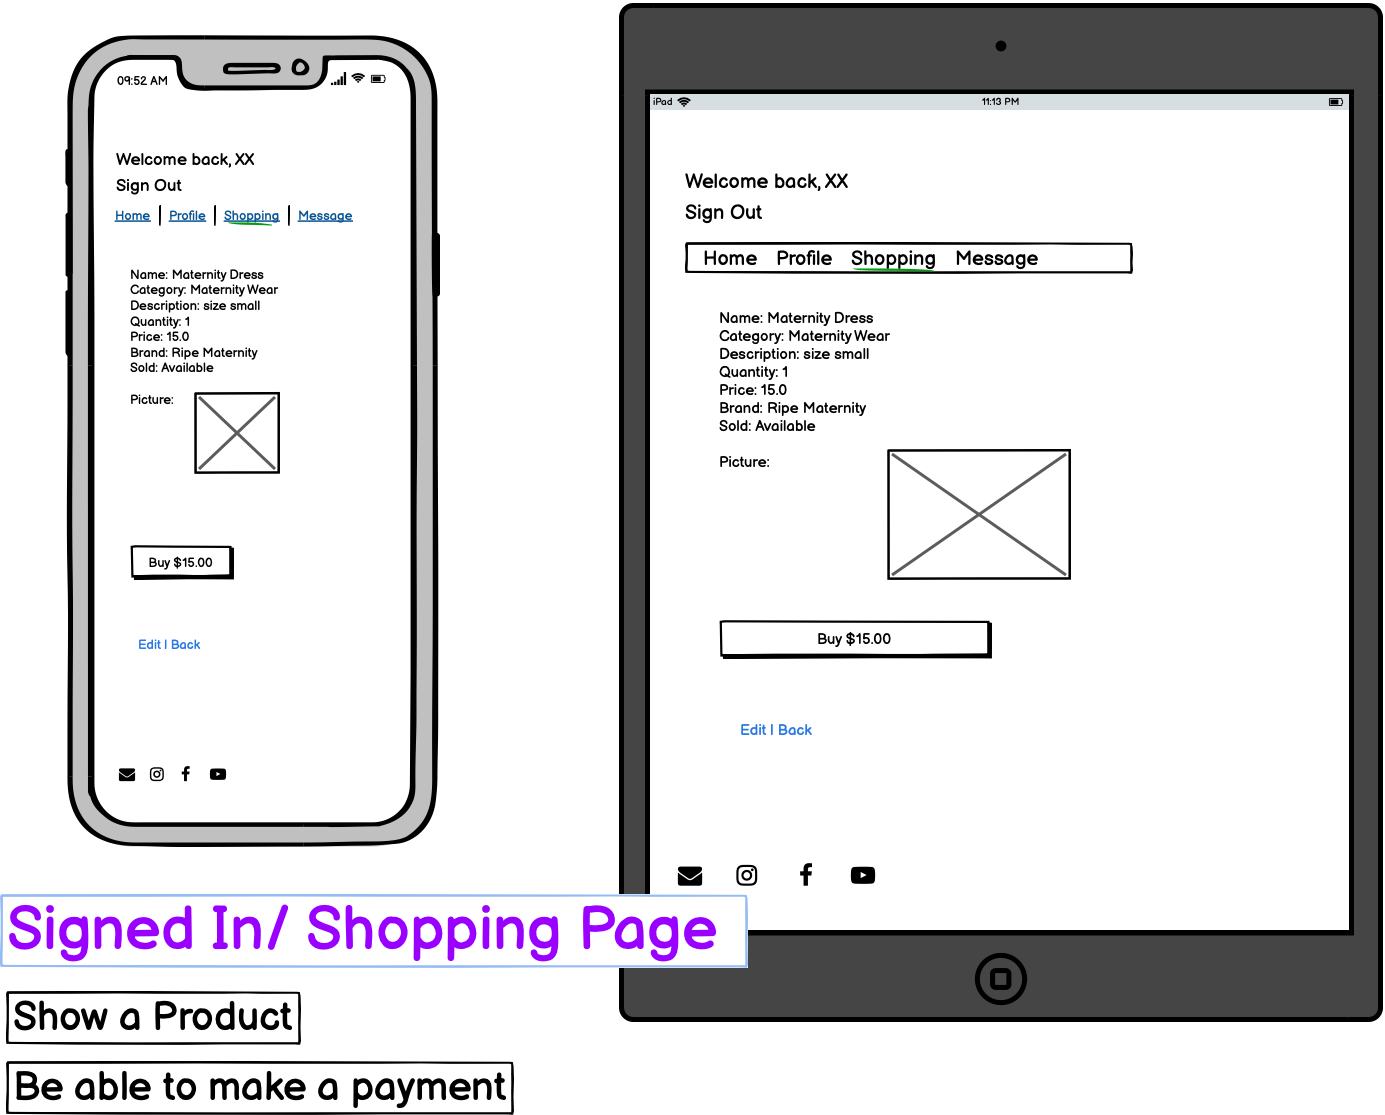 09:52 AM
Welcome back, XX
Sign Out
Home | Profile | Shopping | Message
Name: Maternity Dress
Category: Maternity Wear
Description: size small
Quantity: 1
Price: 15.0
Brand: Ripe Maternity
Sold: Available
Picture:
Buy $15.00
Edit | Back
iPad
11:13 PM
Welcome back, XX
Sign Out
Home Profile Shopping Message
Name: Maternity Dress
Category: Maternity Wear
Description: size small
Quantity: 1
Price: 15.0
Brand: Ripe Maternity
Sold: Available
Picture:
Buy $15.00
Edit | Back
Signed In/ Shopping Page
Show a Product
Be able to make a payment